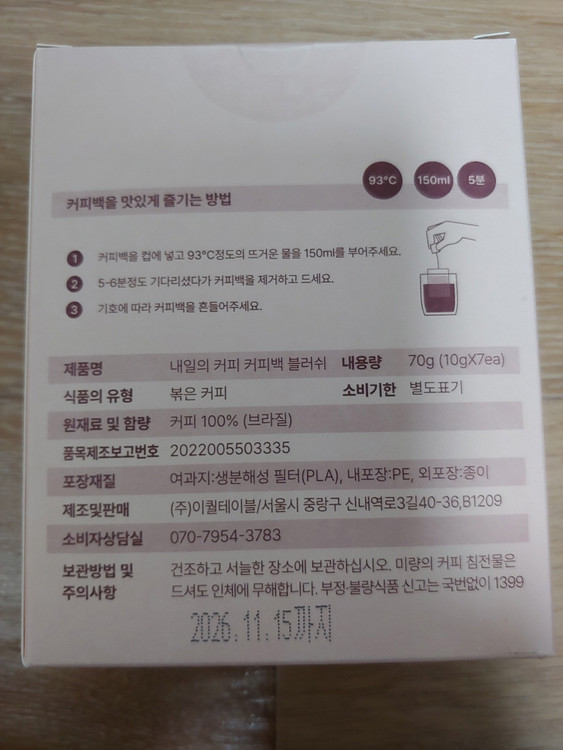 93°C 150ml 5분
커피백을 맛있게 즐기는 방법
1 커피백을 컵에 넣고 93°C정도의 뜨거운 물을 150ml를 부어주세요.
2 5-6분정도 기다리셨다가 커피백을 제거하고 드세요.
3 기호에 따라 커피백을 흔들어주세요.
제품명 내일의 커피 커피백 블러쉬 내용량 70g (10gX7ea)
식품의 유형 볶은 커피 소비기한 별도표기
원재료 및 함량 커피 100% (브라질)
품목제조보고번호 2022005503335
포장재질 여과지:생분해성 필터(PLA), 내포장:PE, 외포장:종이
제조및판매 (주)이퀄테이블/서울시 중랑구 신내역로3길40-36,B1209
소비자상담실 070-7954-3783
보관방법 및 건조하고 서늘한 장소에 보관하십시오. 미량의 커피 침전물은
주의사항 드셔도 인체에 무해합니다. 부정·불량식품 신고는 국번없이 1399
2026.11.15까지